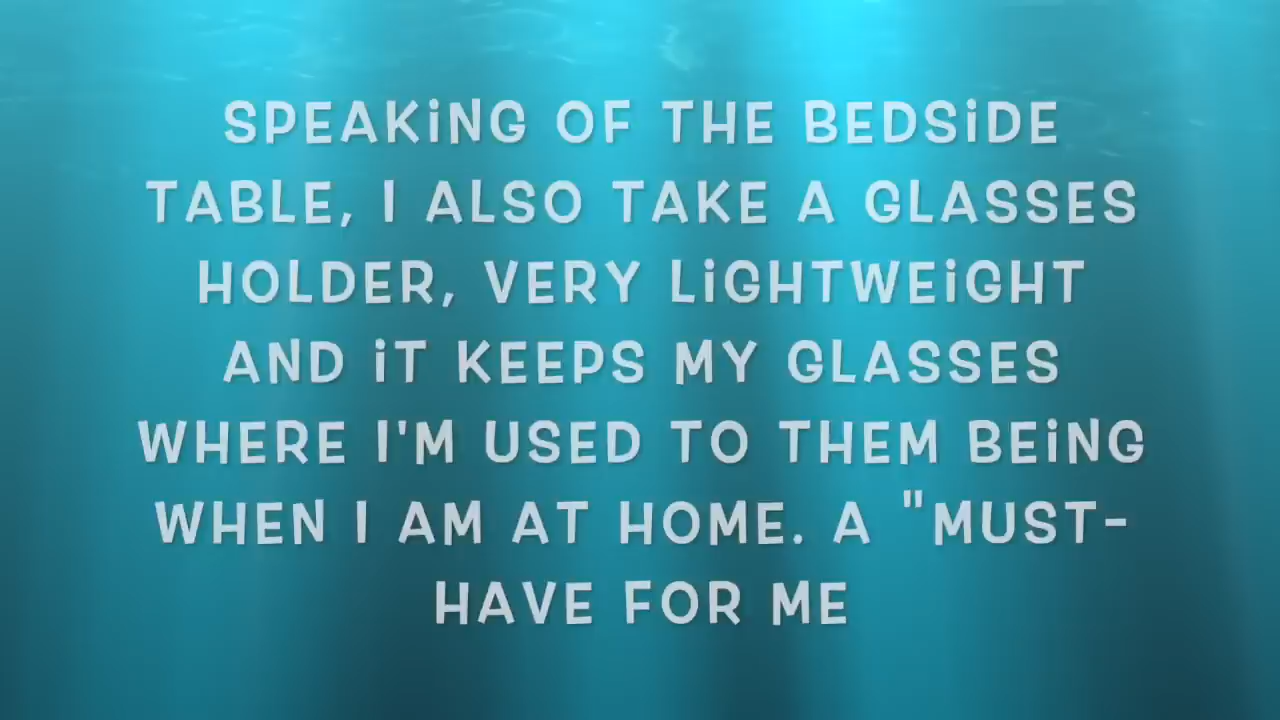 SPEAKiNG OF THE BEDSiDE
TABLE, I ALSO TAKE A GLASSES
HOLDER, VERY LiGHTWEiGHT
AND iT KEEPS MY GLASSES
WHERE I'M USED TO THEM BEiNG
WHEN I AM AT HOME. A "MUST-
HAVE FOR ME